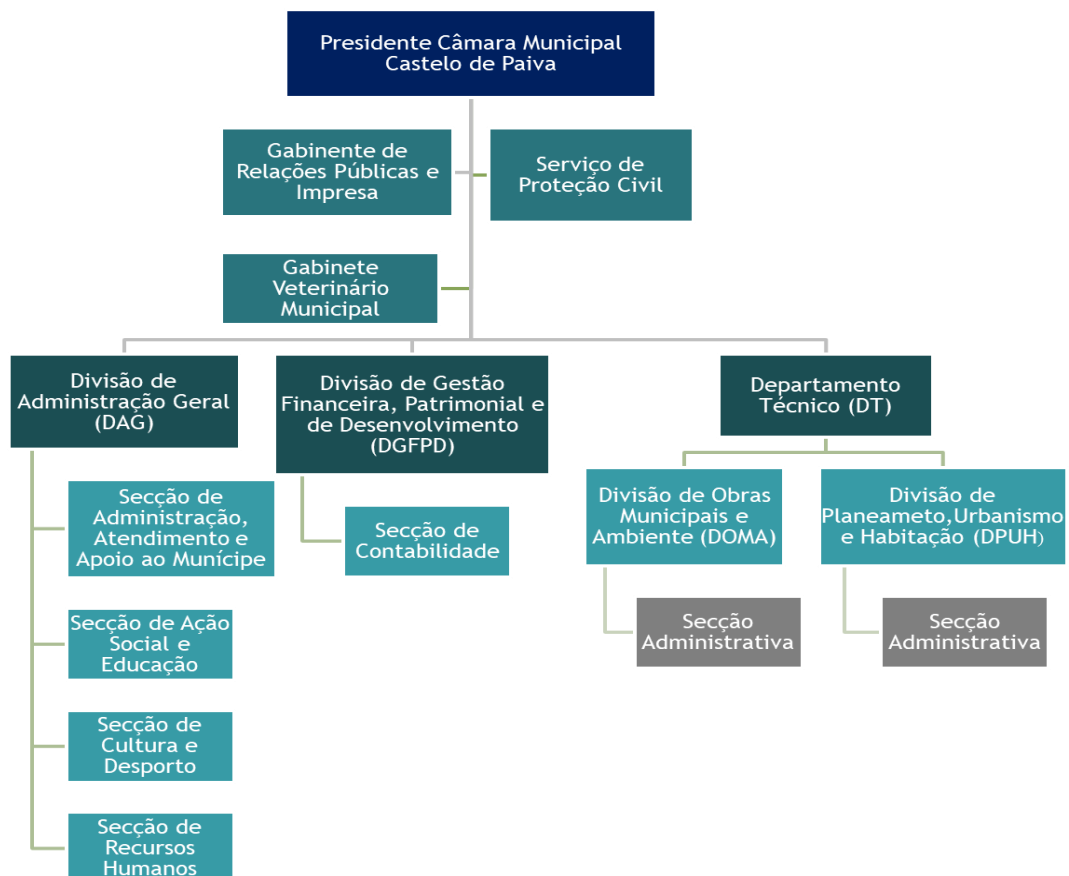 Presidente Câmara Municipal
Castelo de Paiva
Gabinente de
Relações Públicas e
Impresa
Serviço de
Proteção Civil
Gabinete
Veterinário
Municipal
Divisão de
Administração Geral
(DAG)
Divisão de Gestão
Financeira, Patrimonial e
de Desenvolvimento
(DGFPD)
Departamento
Técnico (DT)
Secção de
Administração,
Atendimento e
Apoio ao Munícipe
Secção de Ação
Social e
Educação
Secção de
Cultura e
Desporto
Secção de
Recursos
Humanos
Secção de
Contabilidade
Divisão de Obras
Municipais e
Ambiente (DOMA)
Secção
Administrativa
Divisão de
Planeameto,Urbanismo
e Habitação (DPUH)
Secção
Administrativa